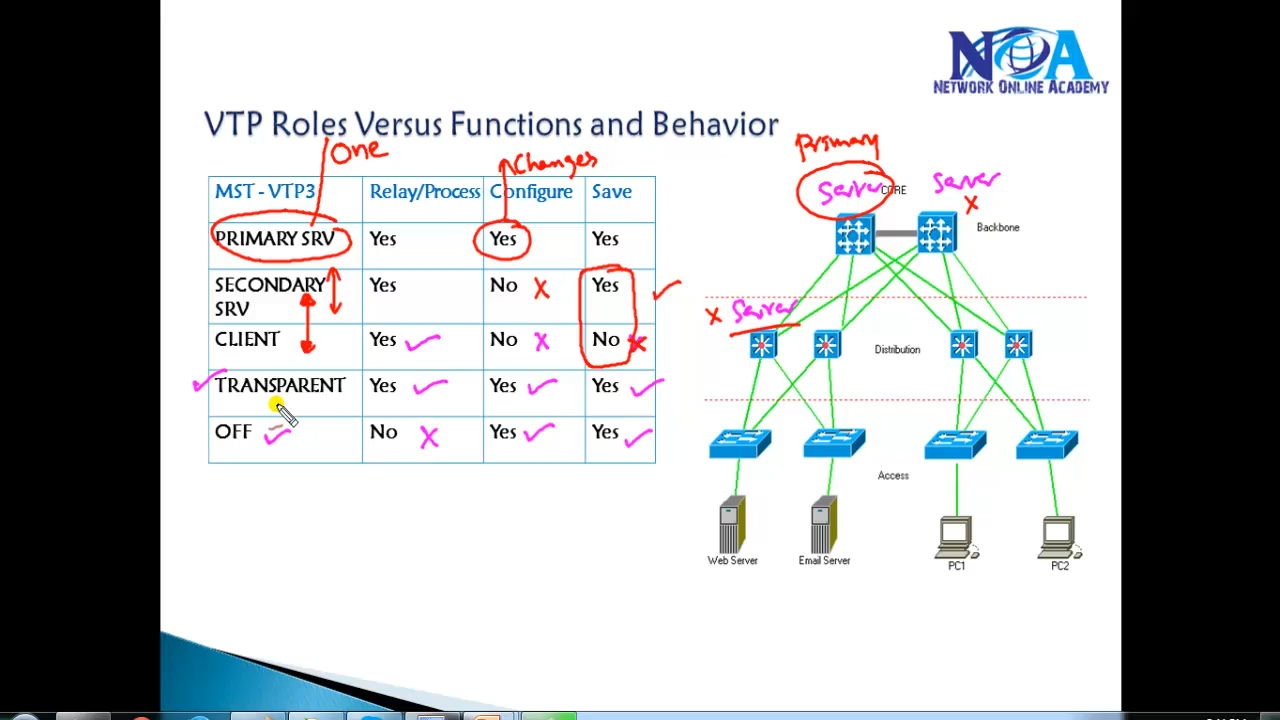 NOA
NETWORK ONLINE ACADEMY
VTP Roles Versus Functions and Behavior
One
Changes
Primary
MST - VTP3 Relay/Process Configure Save
PRIMARY SRV Yes Yes Yes
SECONDARY SRV Yes No X Yes
CLIENT Yes No X No X
TRANSPARENT Yes Yes Yes
OFF No X Yes Yes
Server CORE Server
X
Backbone
X Server
Distribution
Access
Web Server Email Server PC1 PC2